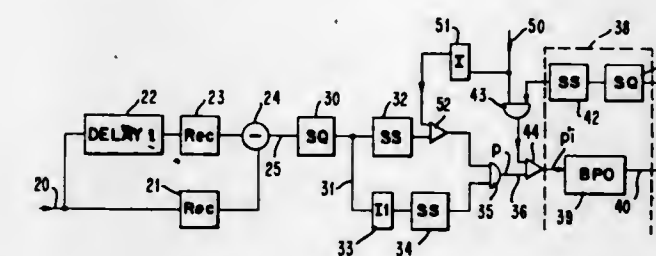 51 50 38
I
22 23 24 30 32 43 SS SQ
DELAY 1 Rec − SQ SS 52 42
44
20 21 25 P pi
Rec 31 35 36 BPO
I1 SS 39 40
33 34